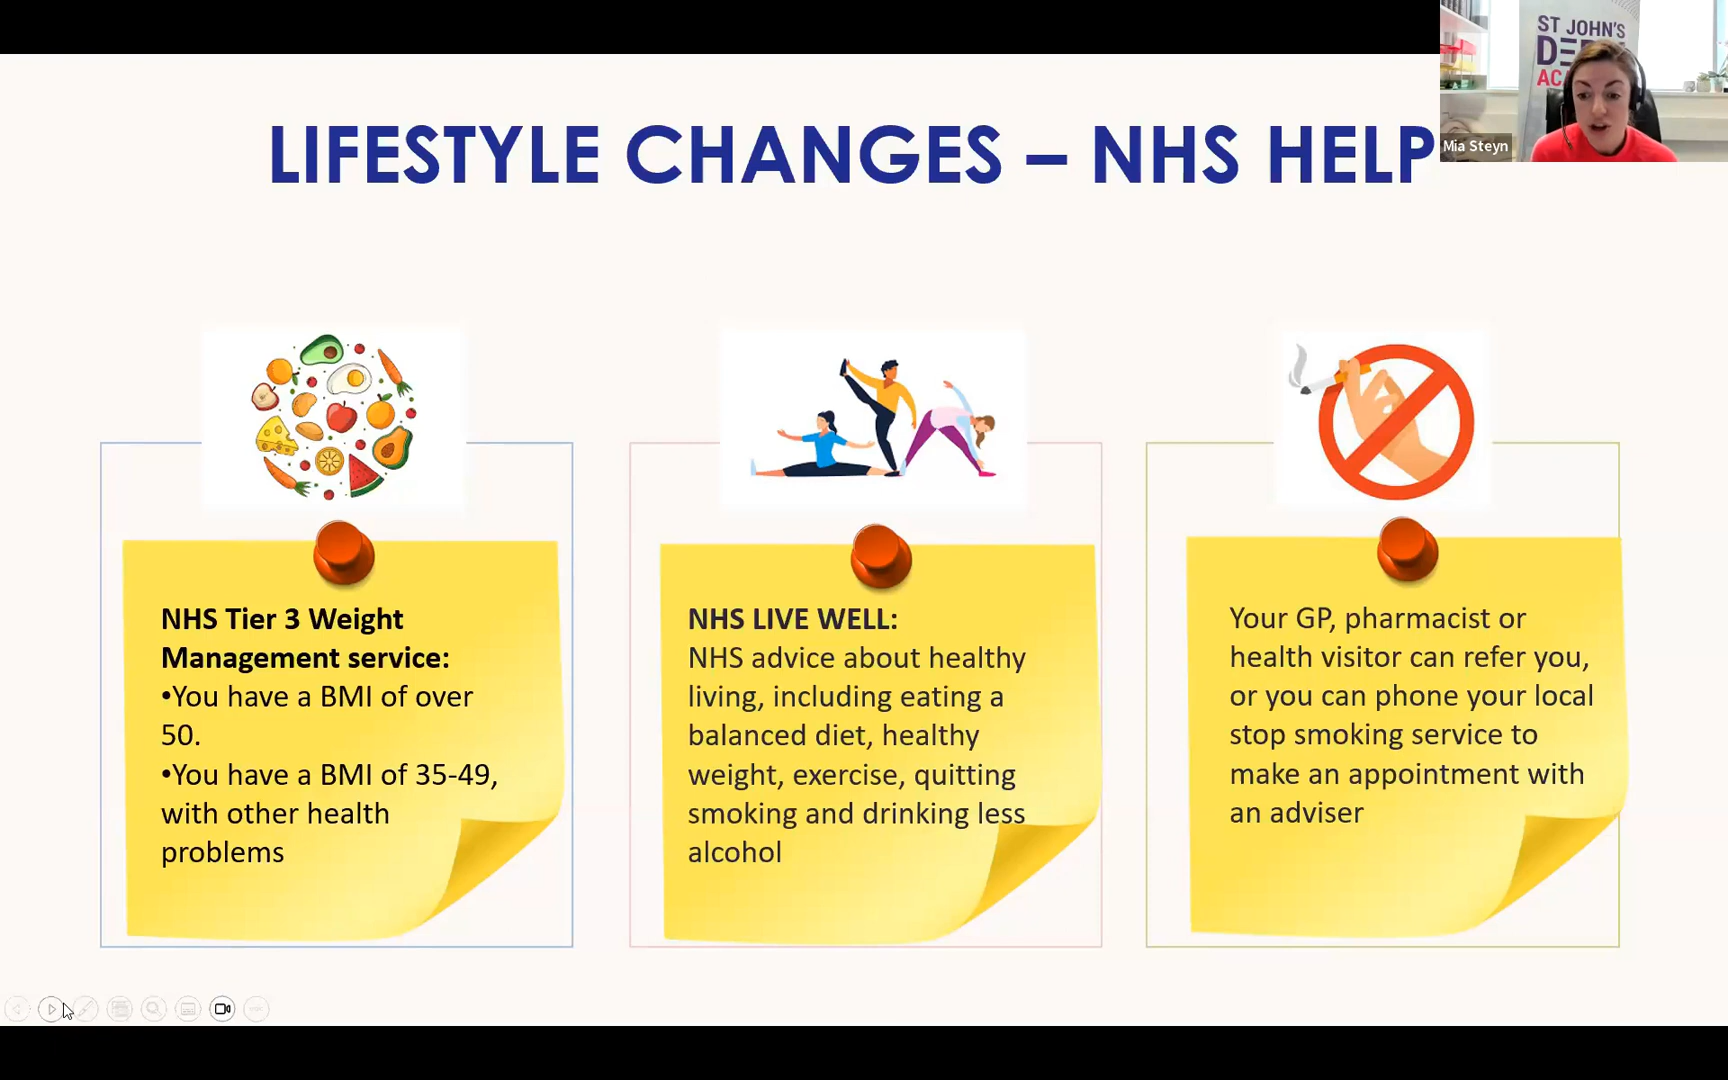 ST JOHN'S
Mia Steyn
LIFESTYLE CHANGES – NHS HELP
NHS Tier 3 Weight
Management service:
•You have a BMI of over
50.
•You have a BMI of 35-49,
with other health
problems
NHS LIVE WELL:
NHS advice about healthy
living, including eating a
balanced diet, healthy
weight, exercise, quitting
smoking and drinking less
alcohol
Your GP, pharmacist or
health visitor can refer you,
or you can phone your local
stop smoking service to
make an appointment with
an adviser